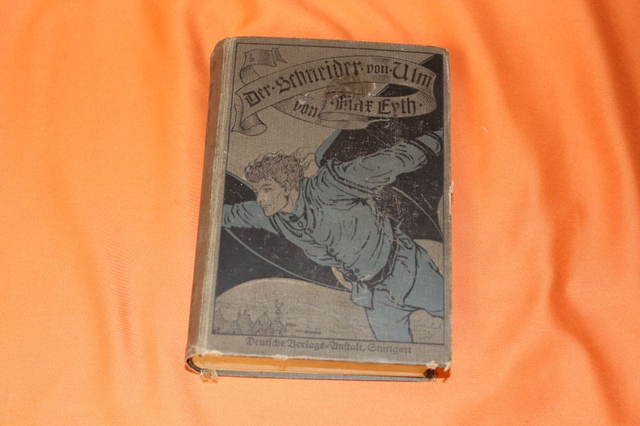 Der · Schneider · von · Ulm
von · Max Eyth ·
Deutsche Verlags-Anstalt, Stuttgart